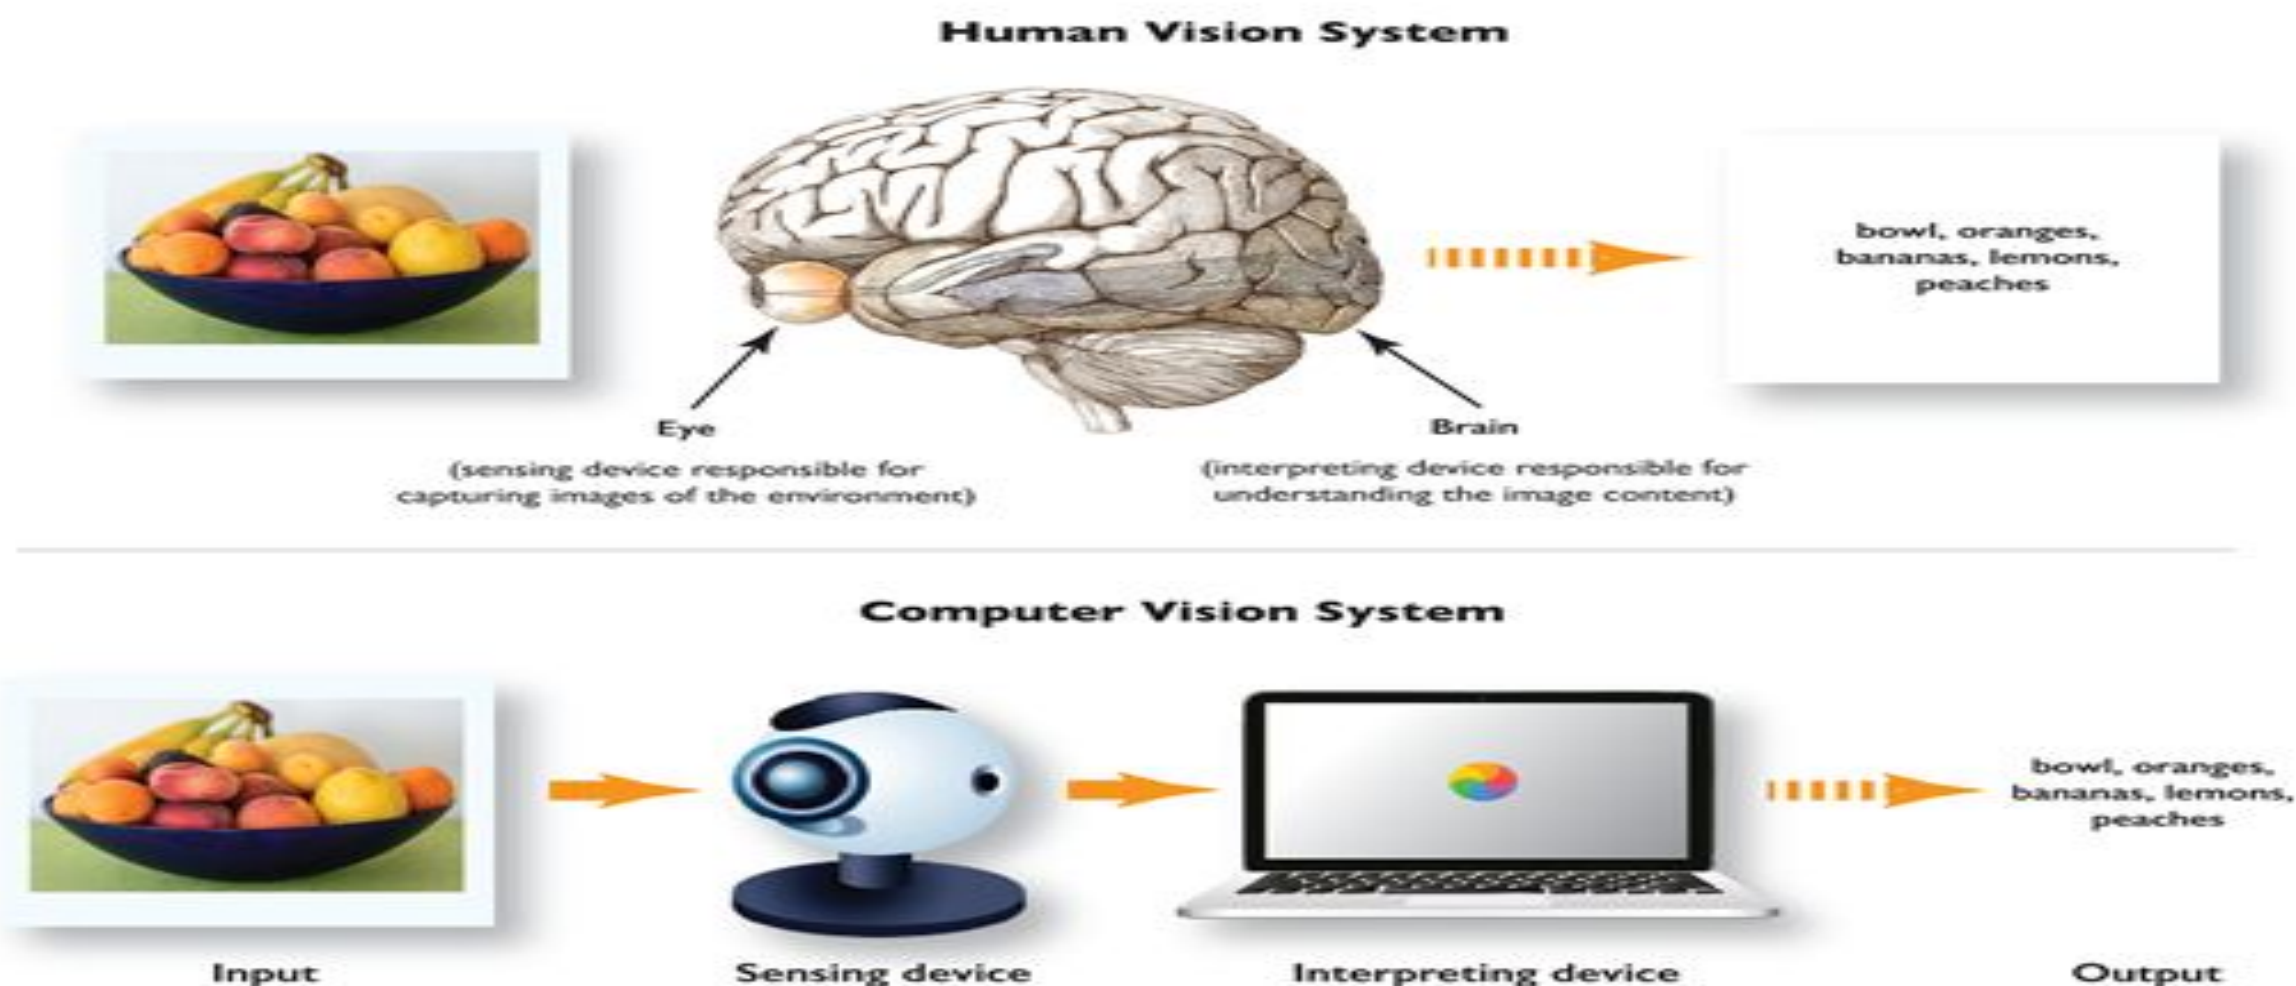 Human Vision System
bowl, oranges,
bananas, lemons,
peaches
Eye
(sensing device responsible for
capturing images of the environment)
Brain
(interpreting device responsible for
understanding the image content)
Computer Vision System
bowl, oranges,
bananas, lemons,
peaches
Input
Sensing device
Interpreting device
Output